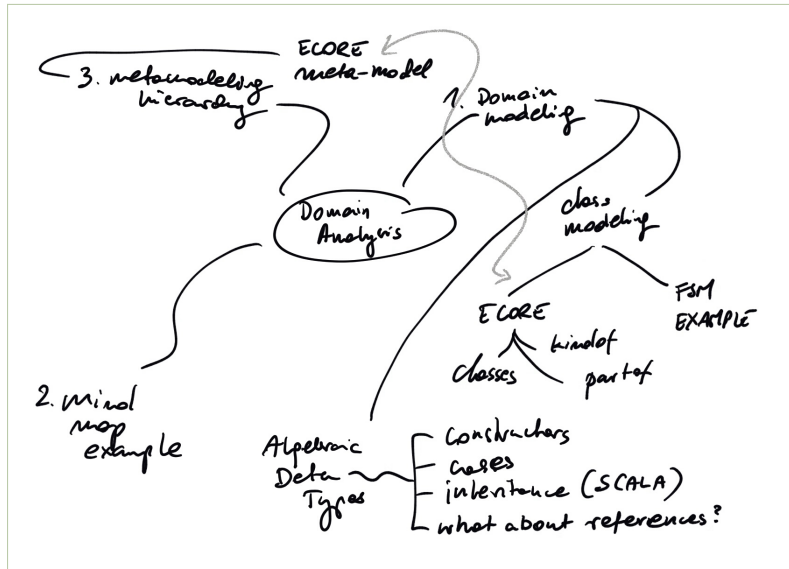 ECORE
meta-model
3. metamodeling
hierarchy
1. Domain
modeling
Domain
Analysis
class
modeling
ECORE
classes
kindof
partof
FSM
EXAMPLE
2. mind
map
example
Algebraic
Data
Types
constructors
cases
inheritance (SCALA)
what about references?